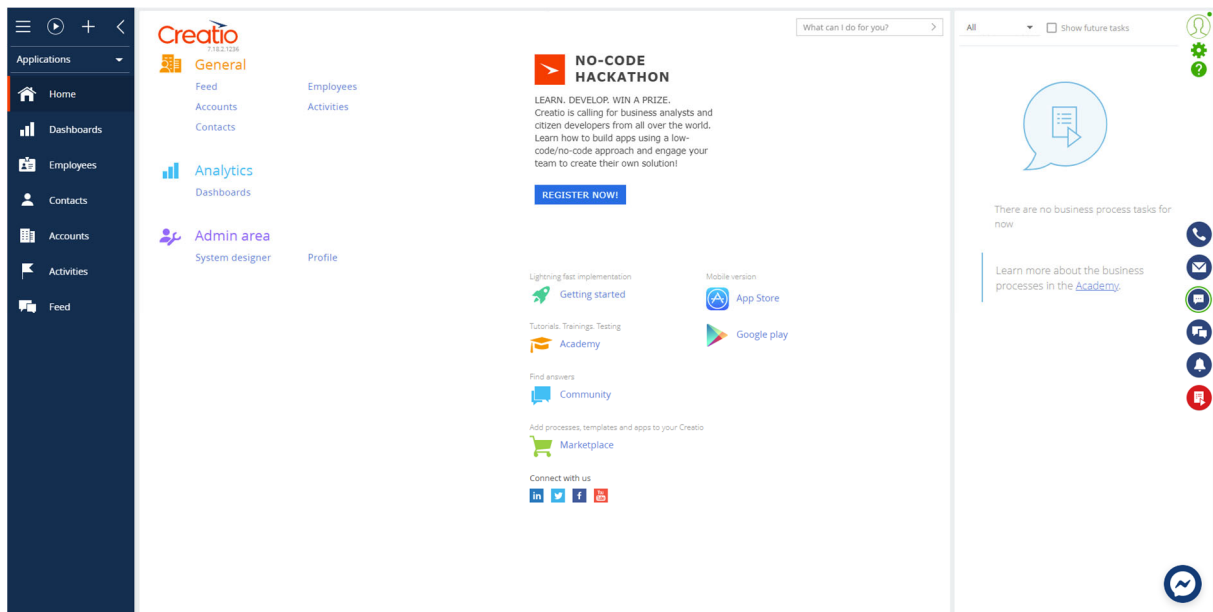 Applications
Home
Dashboards
Employees
Contacts
Accounts
Activities
Feed
Creatio
7.18.2.1236
General
Feed
Employees
Accounts
Activities
Contacts
Analytics
Dashboards
Admin area
System designer
Profile
What can I do for you?
NO-CODE
HACKATHON
LEARN. DEVELOP. WIN A PRIZE.
Creatio is calling for business analysts and
citizen developers from all over the world.
Learn how to build apps using a low-
code/no-code approach and engage your
team to create their own solution!
REGISTER NOW!
Lightning fast implementation
Getting started
Mobile version
App Store
Google play
Tutorials. Trainings. Testing
Academy
Find answers
Community
Add processes, templates and apps to your Creatio
Marketplace
Connect with us
in
f
You
All
Show future tasks
?
There are no business process tasks for
now
Learn more about the business
processes in the Academy.